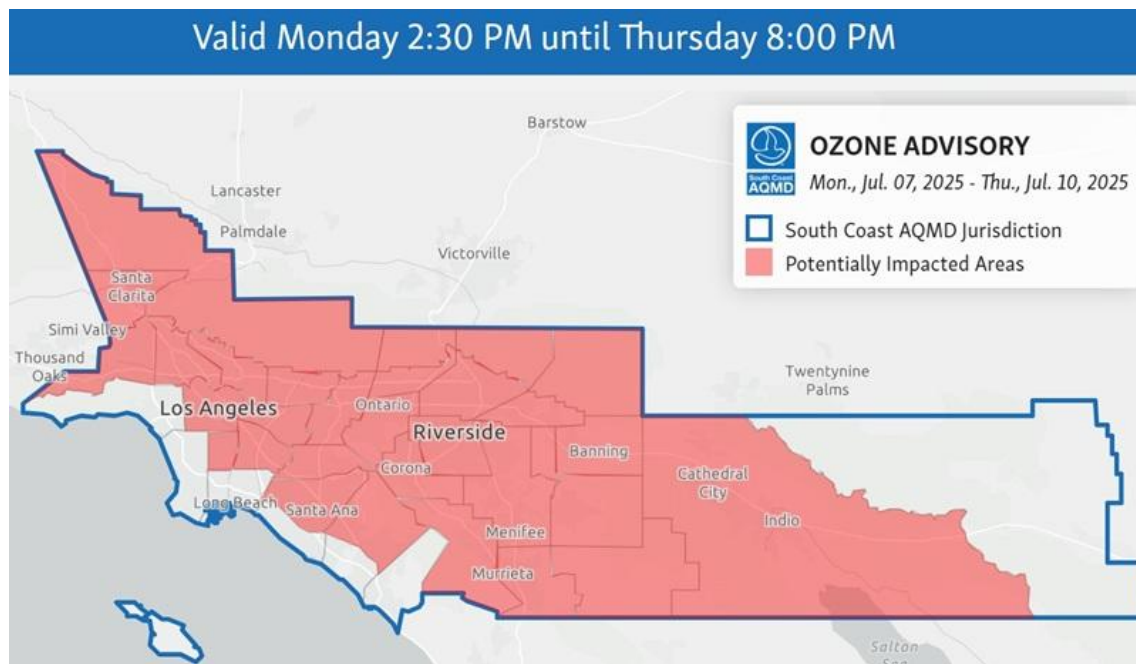 Valid Monday 2:30 PM until Thursday 8:00 PM
Barstow
South Coast
AQMD
OZONE ADVISORY
Mon., Jul. 07, 2025 - Thu., Jul. 10, 2025
South Coast AQMD Jurisdiction
Potentially Impacted Areas
Lancaster
Palmdale
Victorville
Santa
Clarita
Simi Valley
Thousand
Oaks
Twentynine
Palms
Los Angeles
Ontario
Riverside
Banning
Corona
Cathedral
City
Long Beach
Santa Ana
Indio
Menifee
Murrieta
Salton
Sea